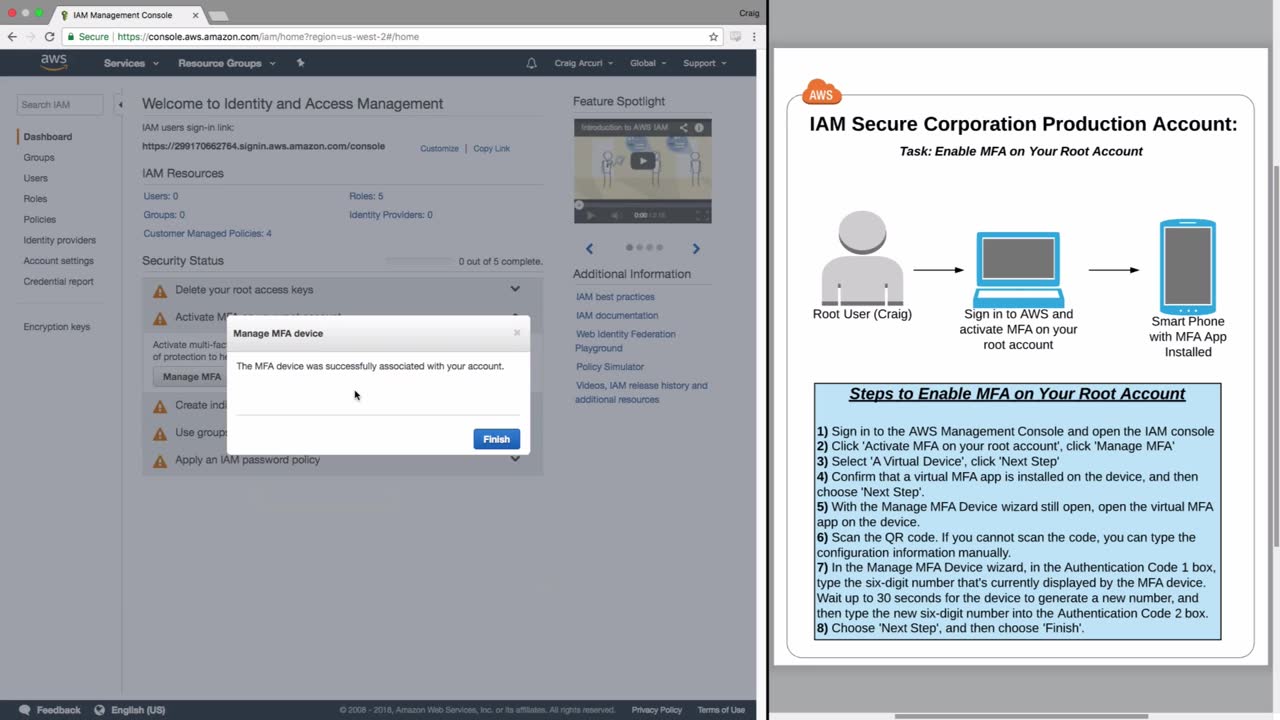 IAM Management Console
Craig
Secure
https://console.aws.amazon.com/iam/home?region=us-west-2#/home
aws
Services
Resource Groups
Craig Arcuri
Global
Support
Search IAM
Dashboard
Groups
Users
Roles
Policies
Identity providers
Account settings
Credential report
Encryption keys
Welcome to Identity and Access Management
IAM users sign-in link:
https://299170662764.signin.aws.amazon.com/console
Customize | Copy Link
IAM Resources
Users: 0
Roles: 5
Groups: 0
Identity Providers: 0
Customer Managed Policies: 4
Security Status
0 out of 5 complete.
Delete your root access keys
Activate
Activate multi-fac
of protection to he
Manage MFA
Create indi
Use groups
Apply an IAM password policy
Manage MFA device
The MFA device was successfully associated with your account.
Finish
Feature Spotlight
Introduction to AWS IAM
Additional Information
IAM best practices
IAM documentation
Web Identity Federation
Playground
Policy Simulator
Videos, IAM release history and
additional resources
Feedback
English (US)
© 2008 - 2018, Amazon Web Services, Inc. or its affiliates. All rights reserved.
Privacy Policy
Terms of Use
AWS
IAM Secure Corporation Production Account:
Task: Enable MFA on Your Root Account
Root User (Craig)
Sign in to AWS and
activate MFA on your
root account
Smart Phone
with MFA App
Installed
Steps to Enable MFA on Your Root Account
1) Sign in to the AWS Management Console and open the IAM console
2) Click 'Activate MFA on your root account', click 'Manage MFA'
3) Select 'A Virtual Device', click 'Next Step'
4) Confirm that a virtual MFA app is installed on the device, and then
choose 'Next Step'.
5) With the Manage MFA Device wizard still open, open the virtual MFA
app on the device.
6) Scan the QR code. If you cannot scan the code, you can type the
configuration information manually.
7) In the Manage MFA Device wizard, in the Authentication Code 1 box,
type the six-digit number that's currently displayed by the MFA device.
Wait up to 30 seconds for the device to generate a new number, and
then type the new six-digit number into the Authentication Code 2 box.
8) Choose 'Next Step', and then choose 'Finish'.